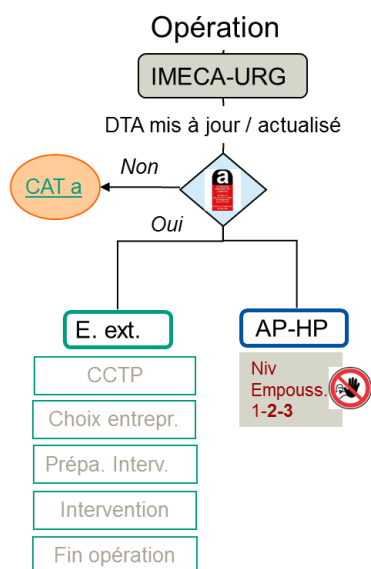 Opération
IMECA-URG
DTA mis à jour / actualisé
Non
CAT a
a
Oui
E. ext.
AP-HP
CCTP
Niv
Empouss.
1-2-3
Choix entrepr.
Prépa. Interv.
Intervention
Fin opération